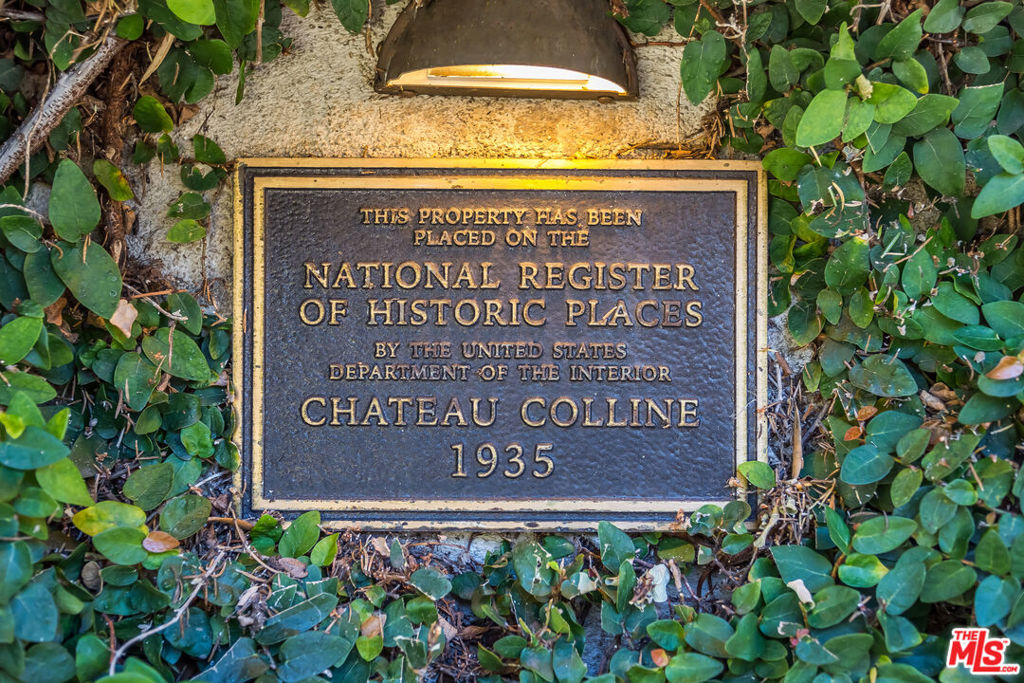 THIS PROPERTY HAS BEEN
PLACED ON THE
NATIONAL REGISTER
OF HISTORIC PLACES
BY THE UNITED STATES
DEPARTMENT OF THE INTERIOR
CHATEAU COLLINE
1935
THE
MLS
.COM